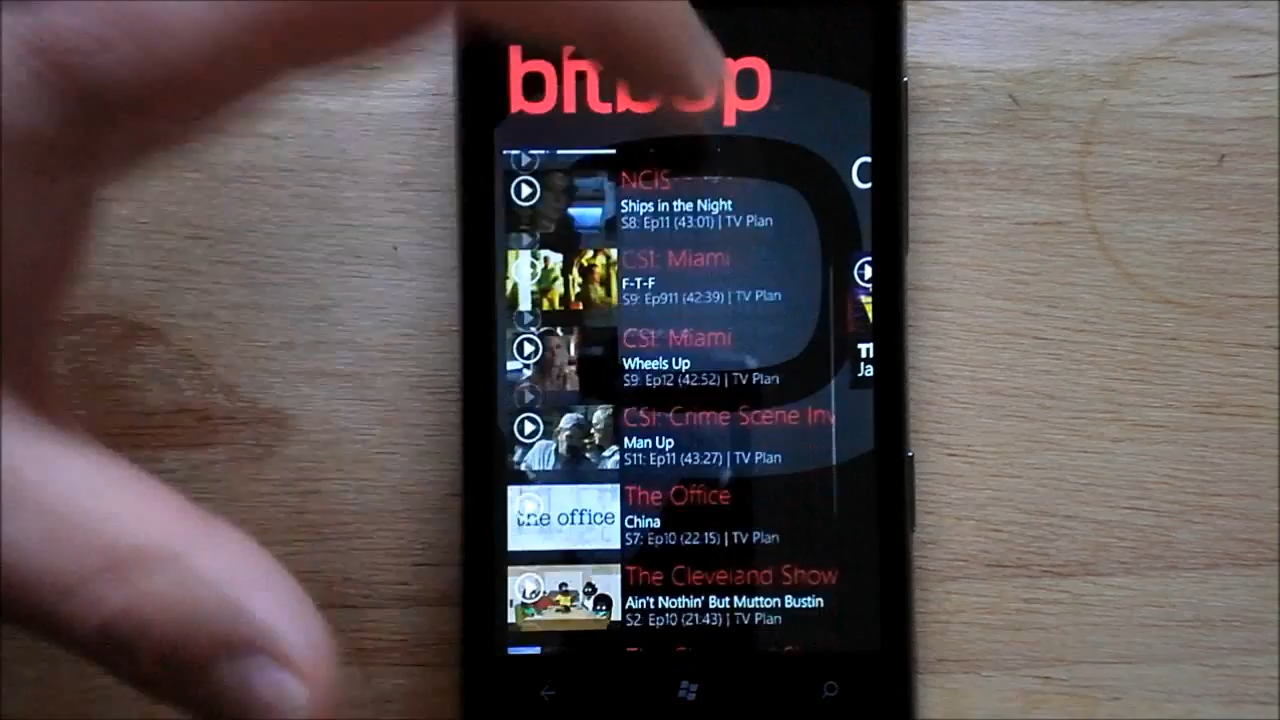 bitbop
NCIS
Ships in the Night
S8: Ep11 (43:01) | TV Plan
CSI: Miami
F-T-F
S9: Ep911 (42:39) | TV Plan
CSI: Miami
Wheels Up
S9: Ep12 (42:52) | TV Plan
CSI: Crime Scene Inv
Man Up
S11: Ep11 (43:27) | TV Plan
The Office
the office
China
S7: Ep10 (22:15) | TV Plan
The Cleveland Show
Ain't Nothin' But Mutton Bustin
S2: Ep10 (21:43) | TV Plan